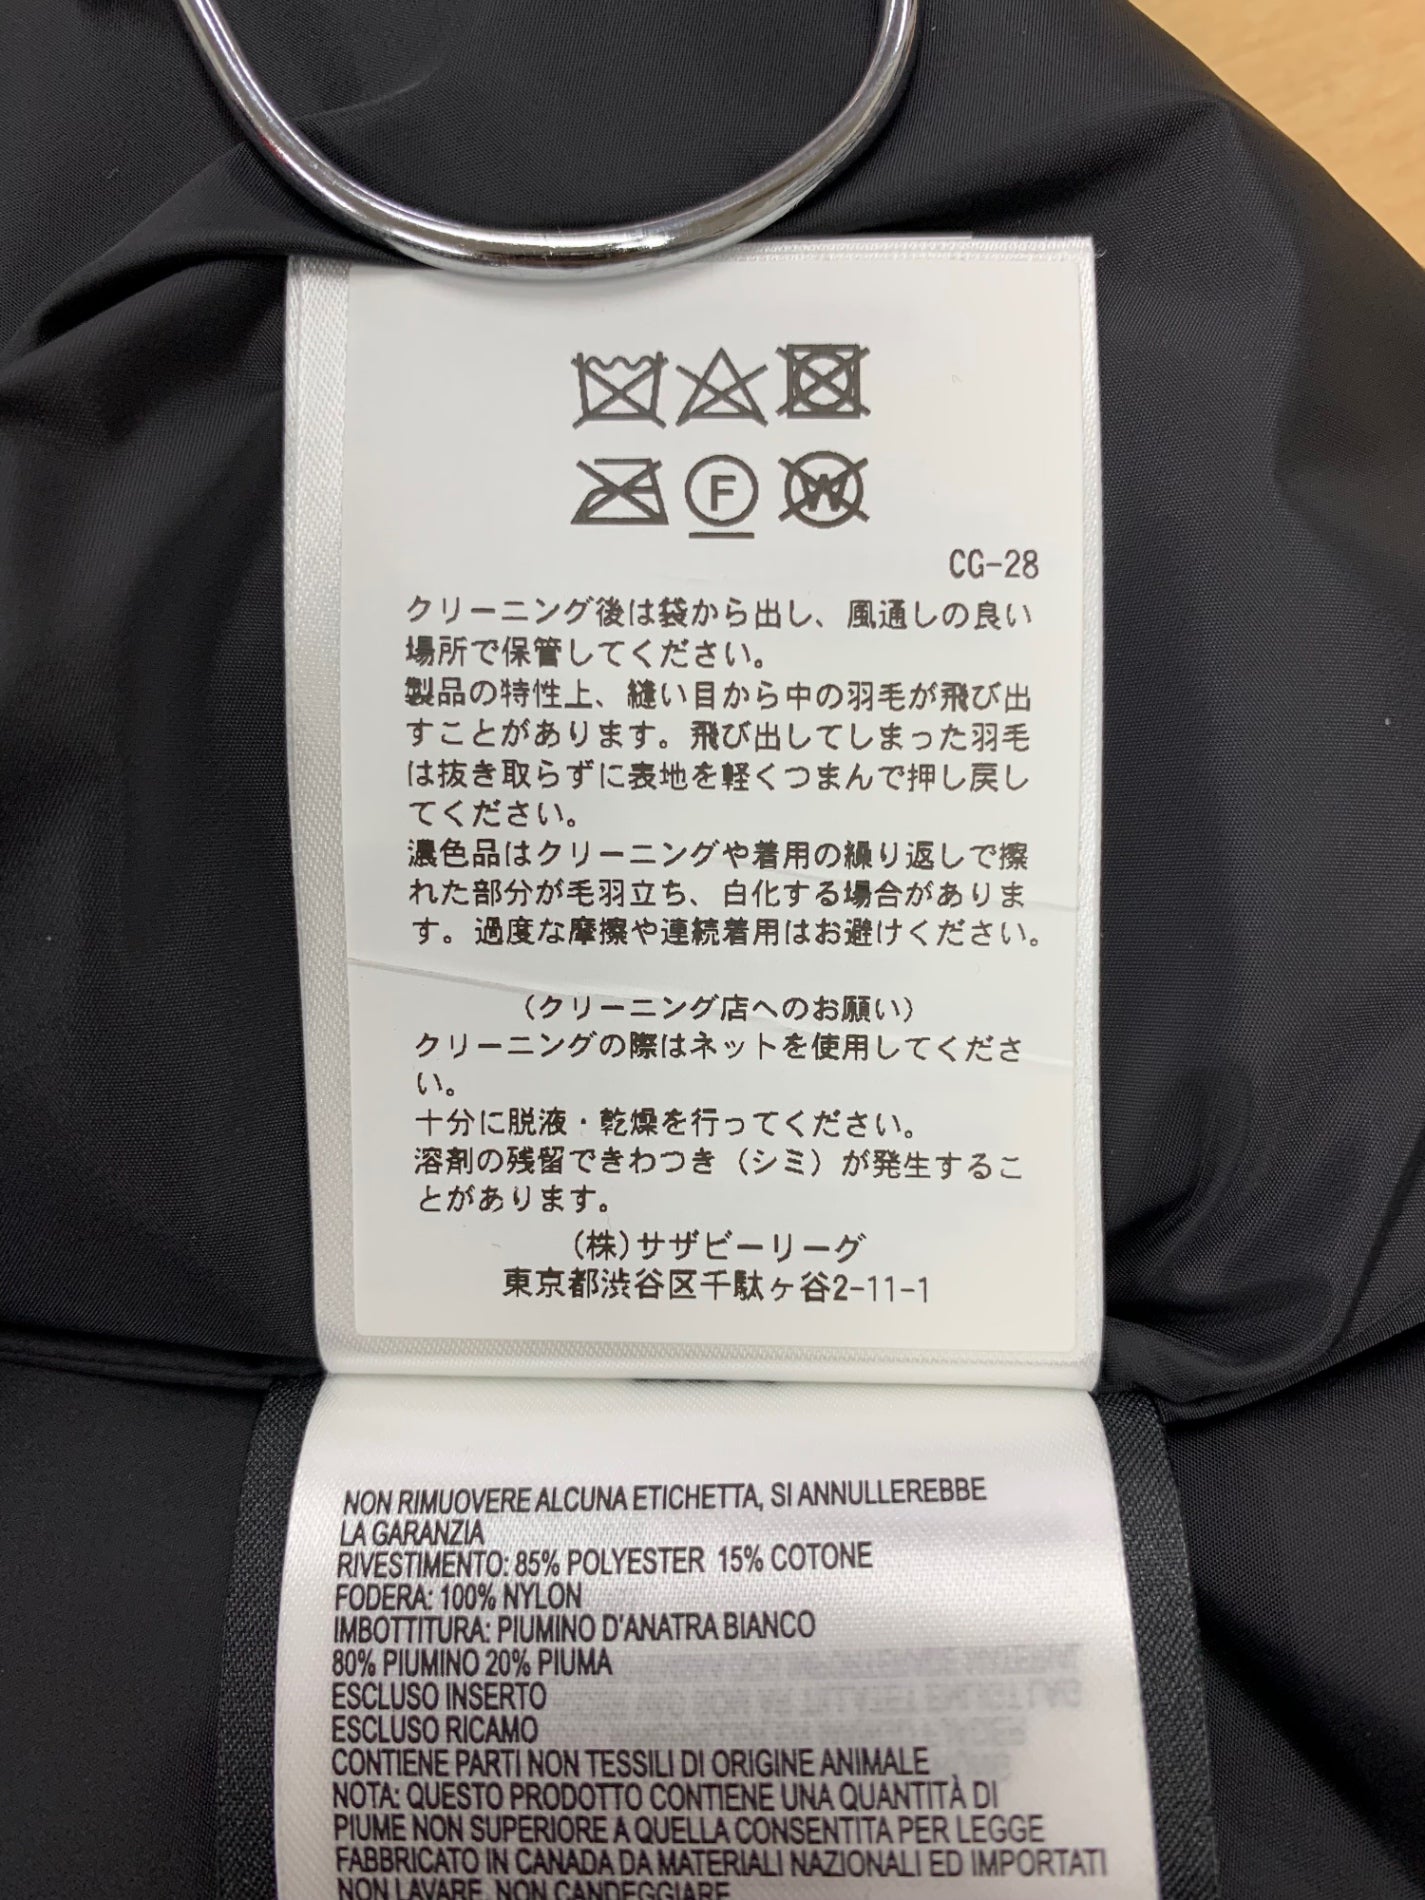 F
W
CG-28
クリーニング後は袋から出し、風通しの良い
場所で保管してください。
製品の特性上、縫い目から中の羽毛が飛び出
すことがあります。飛び出してしまった羽毛
は抜き取らずに表地を軽くつまんで押し戻し
てください。
濃色品はクリーニングや着用の繰り返しで擦
れた部分が毛羽立ち、白化する場合がありま
す。過度な摩擦や連続着用はお避けください。
(クリーニング店へのお願い)
クリーニングの際はネットを使用してくださ
い。
十分に脱液・乾燥を行ってください。
溶剤の残留できわつき(シミ)が発生するこ
とがあります。
(株)サザビーリーグ
東京都渋谷区千駄ヶ谷2-11-1
NON RIMUOVERE ALCUNA ETICHETTA, SI ANNULLEREBBE
LA GARANZIA
RIVESTIMENTO: 85% POLYESTER 15% COTONE
FODERA: 100% NYLON
IMBOTTITURA: PIUMINO D'ANATRA BIANCO
80% PIUMINO 20% PIUMA
ESCLUSO INSERTO
ESCLUSO RICAMO
CONTIENE PARTI NON TESSILI DI ORIGINE ANIMALE
NOTA: QUESTO PRODOTTO CONTIENE UNA QUANTITÀ DI
PIUME NON SUPERIORE A QUELLA CONSENTITA PER LEGGE
FABBRICATO IN CANADA DA MATERIALI NAZIONALI ED IMPORTATI
NON LAVARE, NON CANDEGGIARE